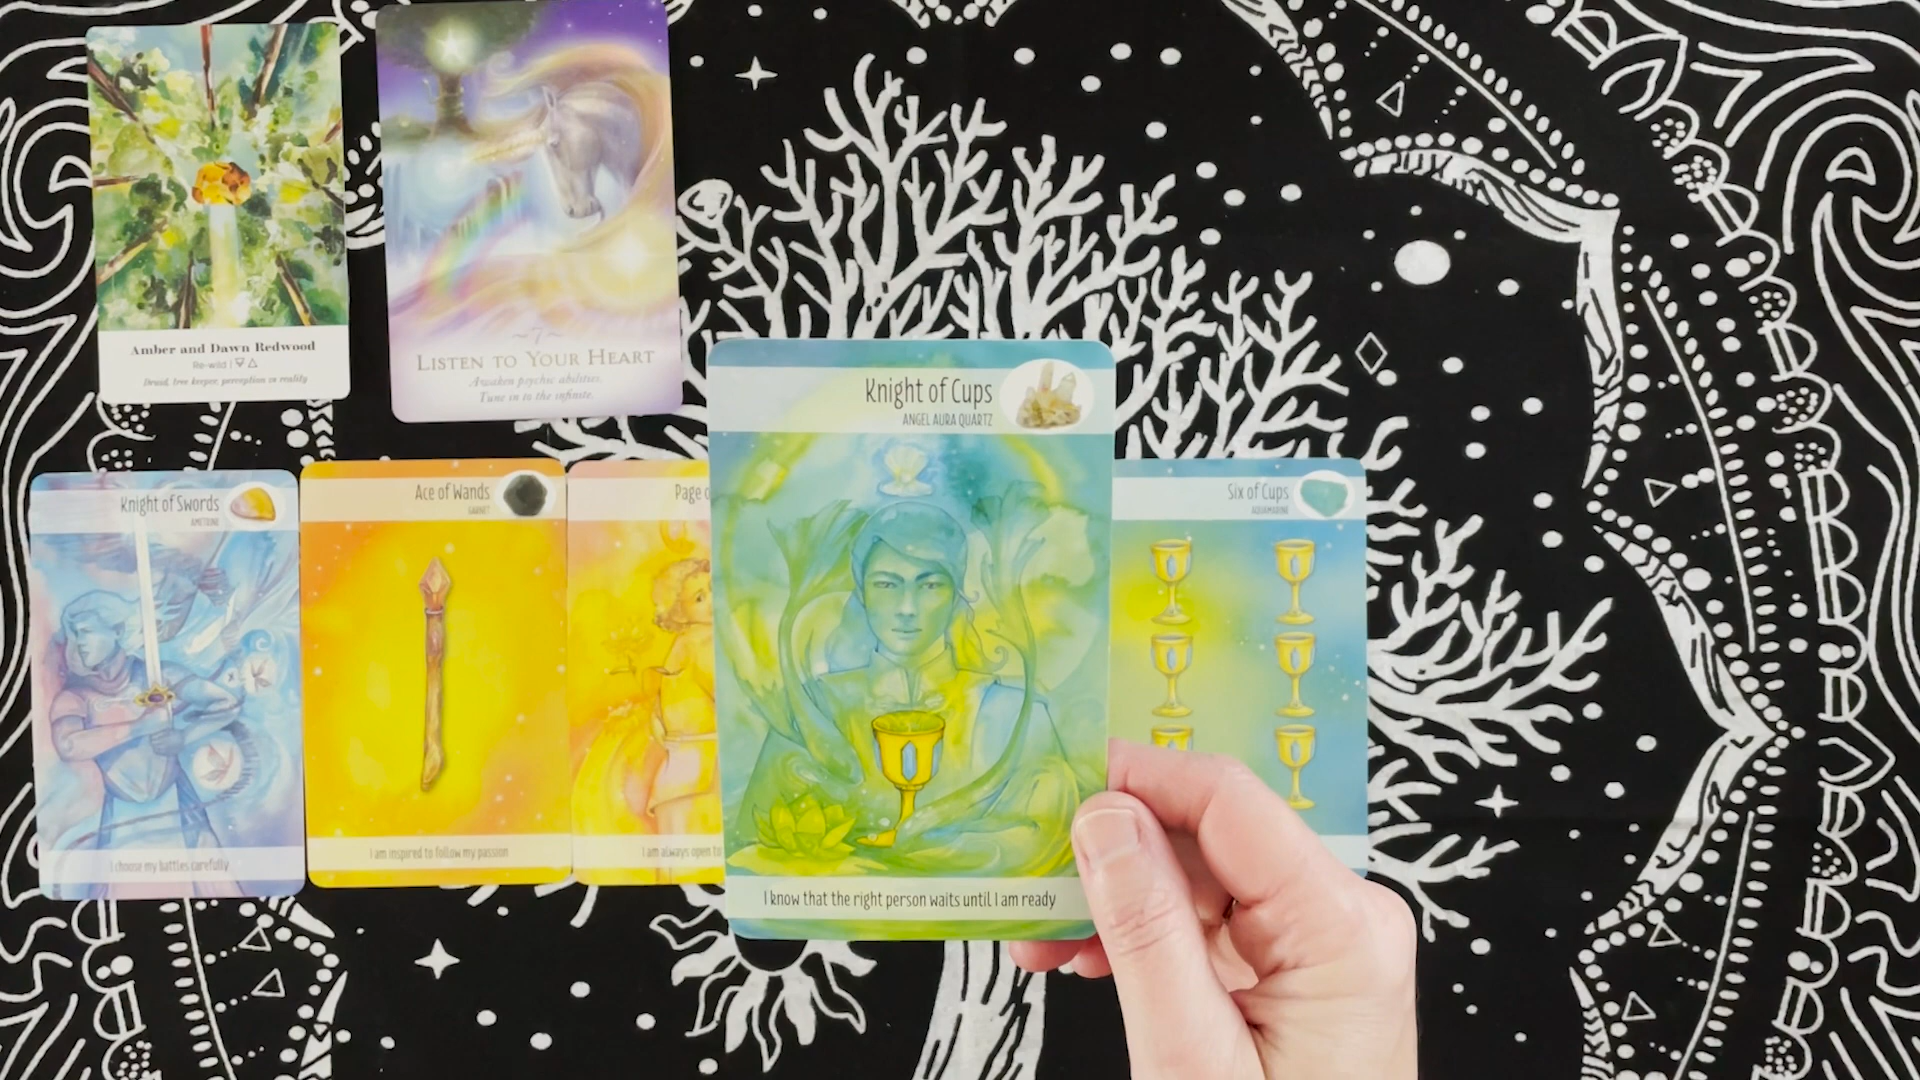 Amber and Dawn Redwood
Re-wild |
Druid, tree keeper, perception vs reality
7
LISTEN TO YOUR HEART
Awaken psychic abilities.
Tune in to the infinite.
Knight of Swords
AMETRINE
I choose my battles carefully
Ace of Wands
GARNET
I am inspired to follow my passion
Page
I am always open
Knight of Cups
ANGEL AURA QUARTZ
I know that the right person waits until I am ready
Six of Cups
AQUAMARINE